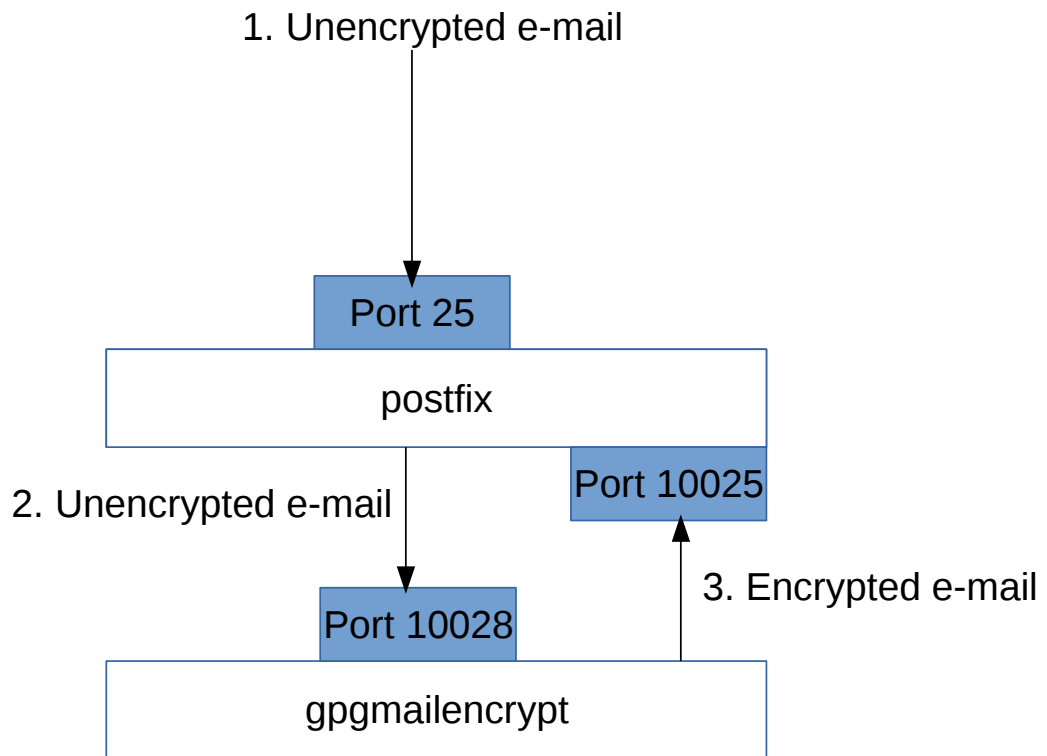 1. Unencrypted e-mail
Port 25
postfix
Port 10025
2. Unencrypted e-mail
3. Encrypted e-mail
Port 10028
gpgmailencrypt